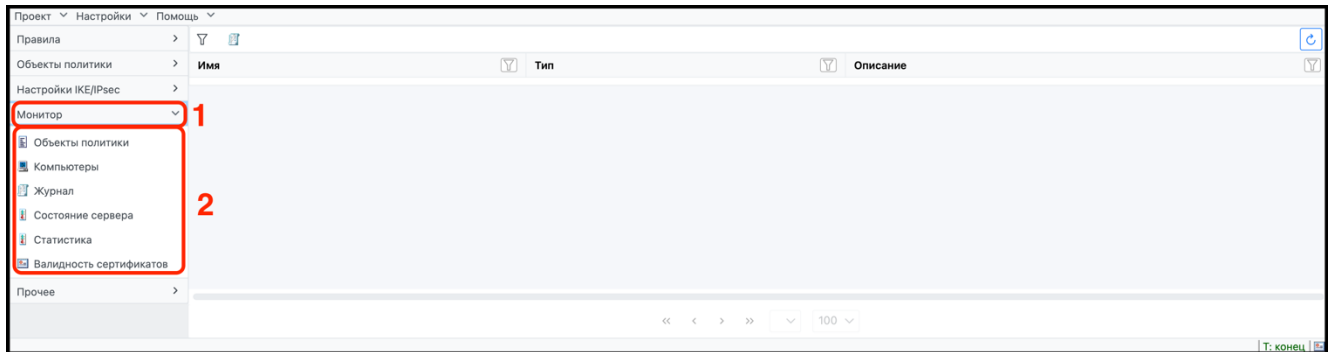 Проект Настройки Помощь
Правила
Объекты политики
Имя Тип Описание
Настройки IKE/IPsec
Монитор 1
Объекты политики
Компьютеры
Журнал
2
Состояние сервера
Статистика
Валидность сертификатов
Прочее
100
Т: конец